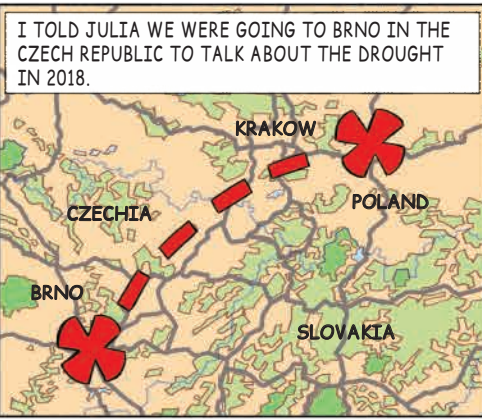 I TOLD JULIA WE WERE GOING TO BRNO IN THE
CZECH REPUBLIC TO TALK ABOUT THE DROUGHT
IN 2018.
KRAKOW
POLAND
CZECHIA
BRNO
SLOVAKIA